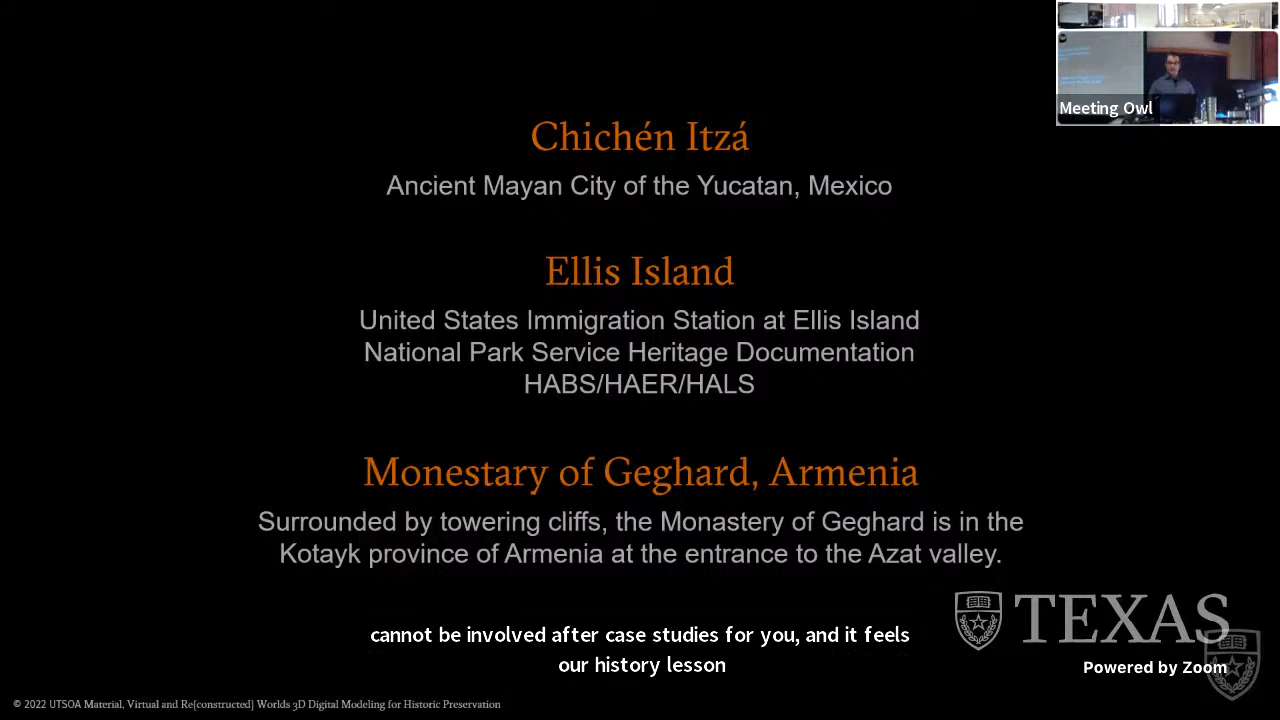 Chichén Itzá
Ancient Mayan City of the Yucatan, Mexico
Ellis Island
United States Immigration Station at Ellis Island
National Park Service Heritage Documentation
HABS/HAER/HALS
Monestary of Geghard, Armenia
Surrounded by towering cliffs, the Monastery of Geghard is in the
Kotayk province of Armenia at the entrance to the Azat valley.
Meeting Owl
TEXAS
cannot be involved after case studies for you, and it feels
our history lesson
Powered by Zoom
© 2022 UTSOA Material, Virtual and Re[constructed] Worlds 3D Digital Modeling for Historic Preservation